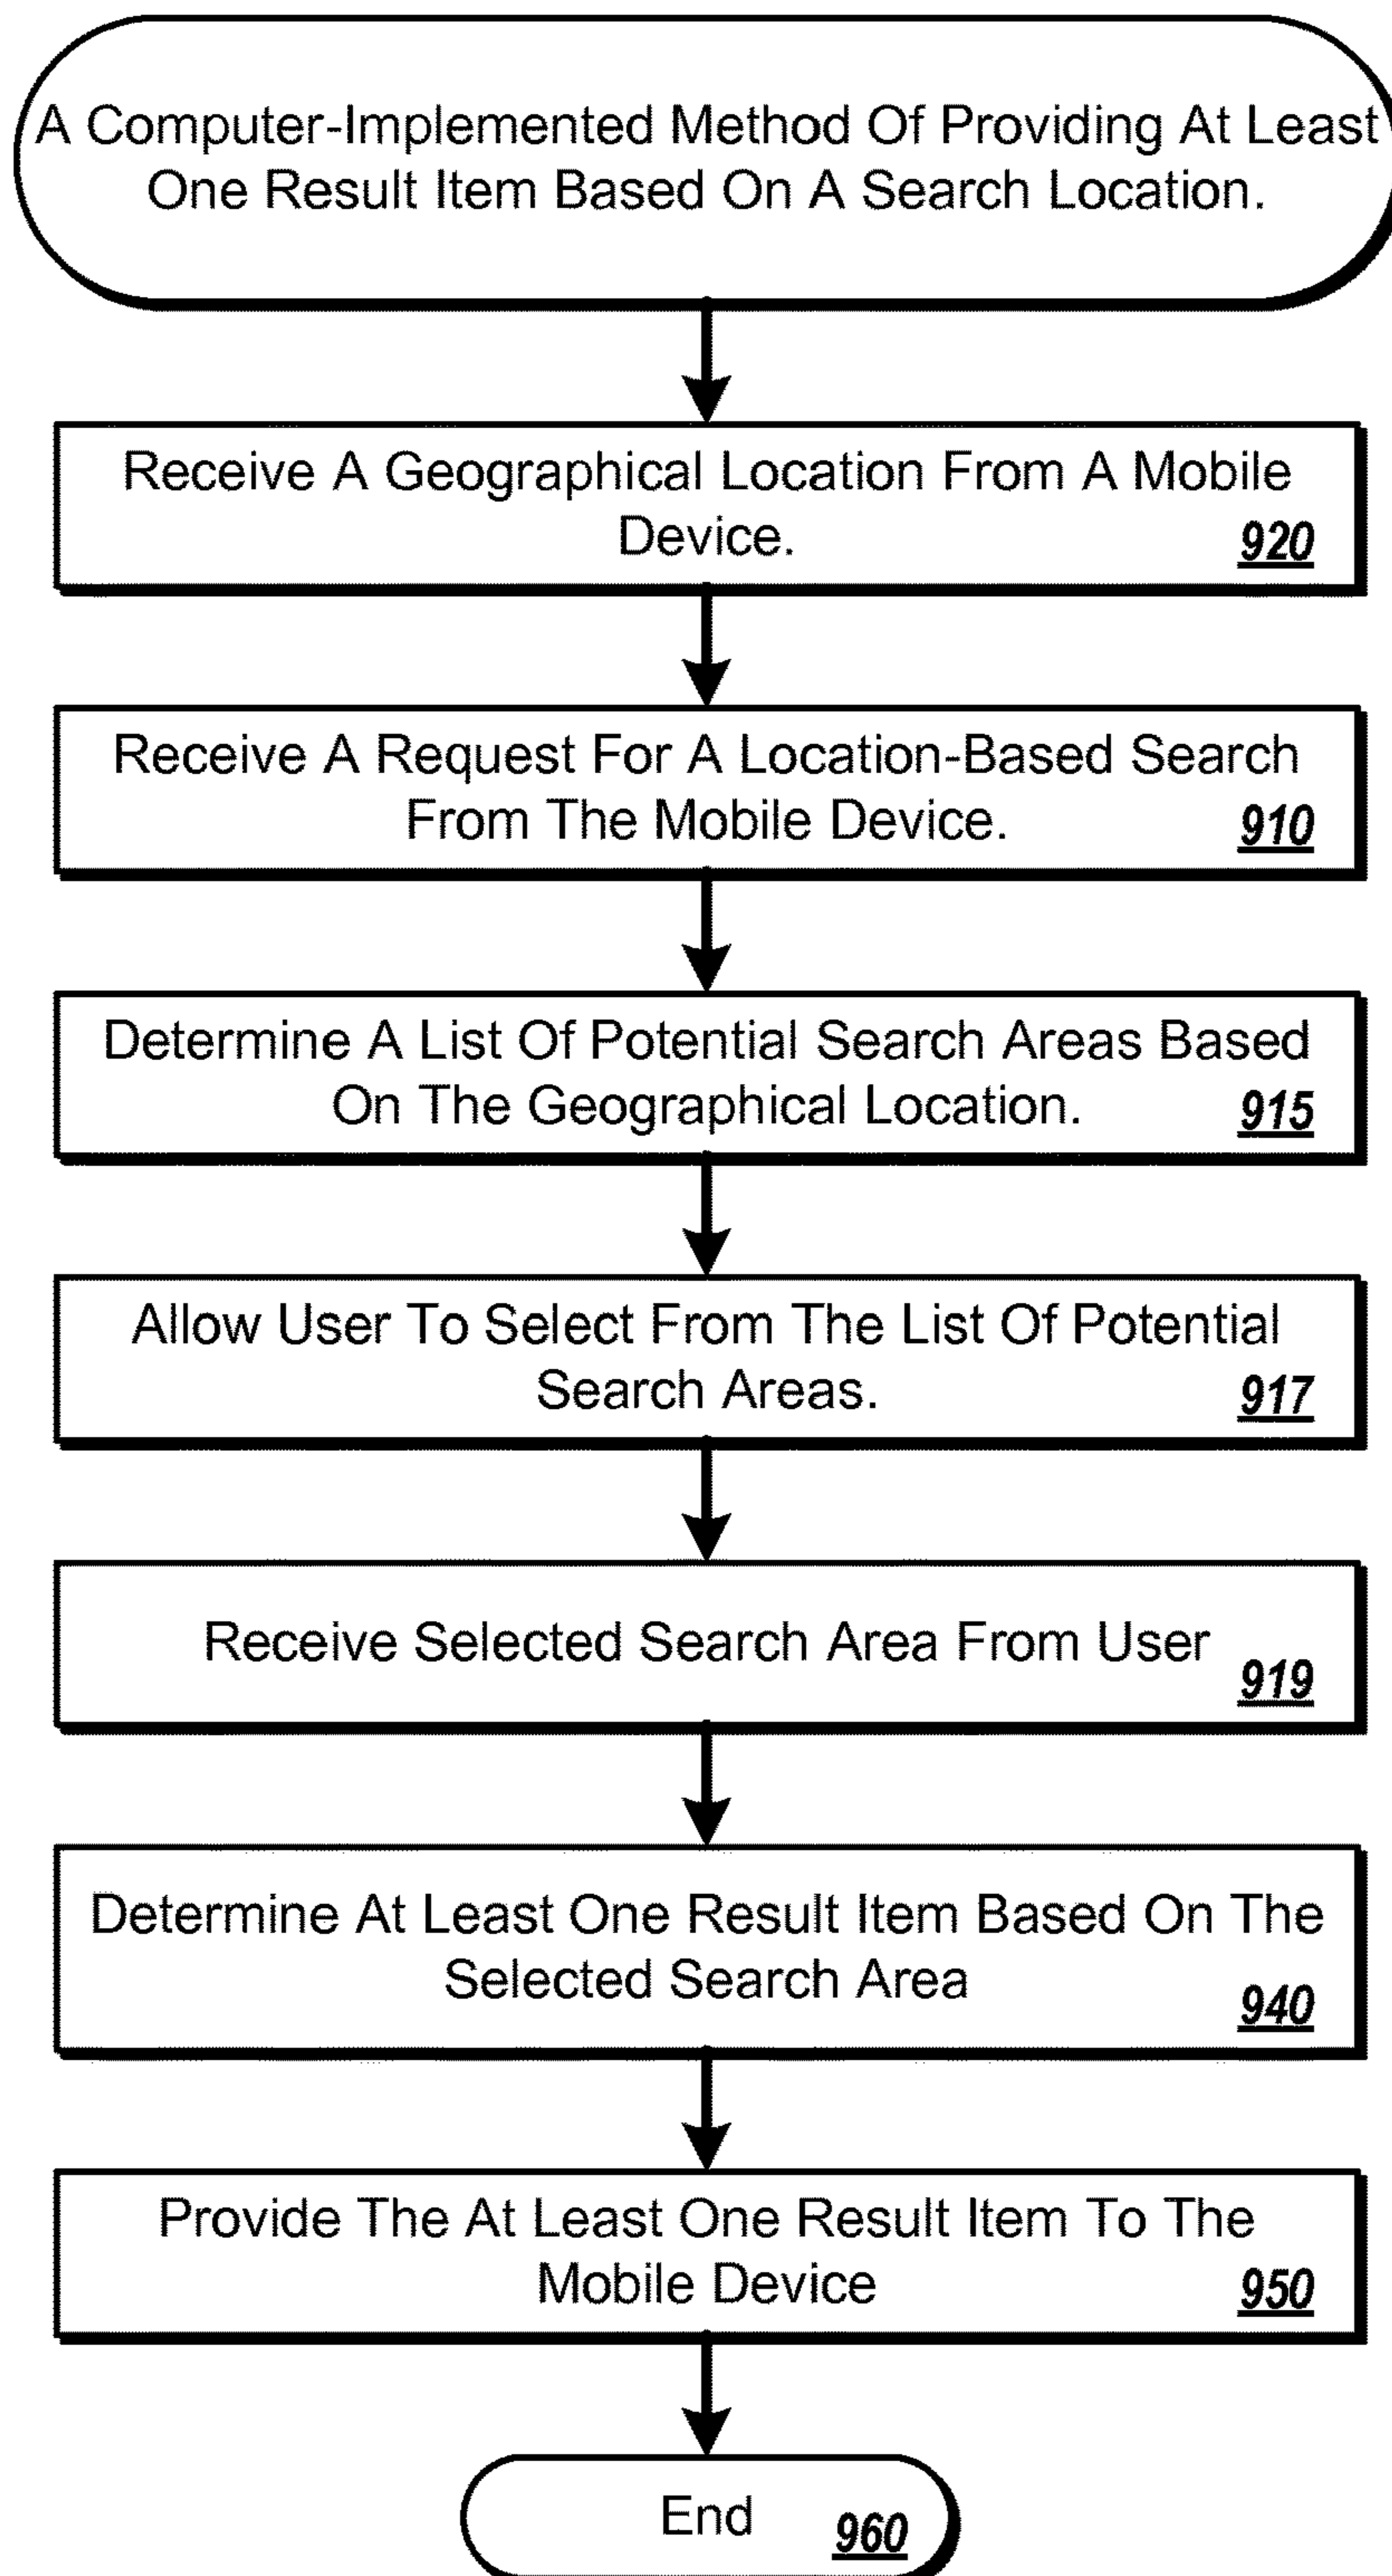 A Computer-Implemented Method Of Providing At Least
One Result Item Based On A Search Location.
Receive A Geographical Location From A Mobile
Device.
920
Receive A Request For A Location-Based Search
From The Mobile Device.
910
Determine A List Of Potential Search Areas Based
On The Geographical Location.
915
Allow User To Select From The List Of Potential
Search Areas.
917
Receive Selected Search Area From User
919
Determine At Least One Result Item Based On The
Selected Search Area
940
Provide The At Least One Result Item To The
Mobile Device
950
End
960